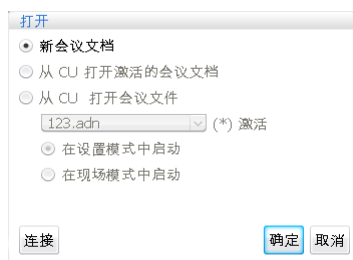 打开
新会议文档
从 CU 打开激活的会议文档
从 CU 打开会议文件
123.adn (*) 激活
在设置模式中启动
在现场模式中启动
连接 确定 取消